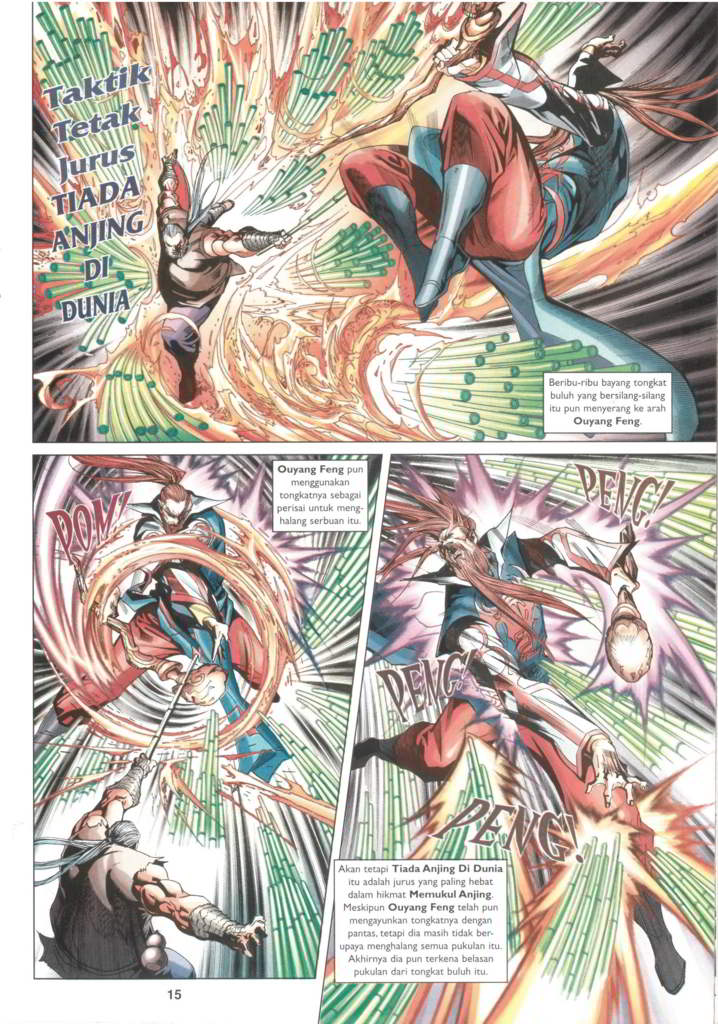 Taktik
Tetak
Jurus
TIADA
ANJING
DI
DUNIA
Beribu-ribu bayang tongkat
buluh yang bersilang-silang
itu pun menyerang ke arah
Ouyang Feng.
POM!
Ouyang Feng pun
menggunakan
tongkatnya sebagai
perisai untuk meng-
halang serbuan itu.
PENG!
PENG!
PENG!
Akan tetapi Tiada Anjing Di Dunia
itu adalah jurus yang paling hebat
dalam hikmat Memukul Anjing.
Meskipun Ouyang Feng telah pun
mengayunkan tongkatnya dengan
pantas, tetapi dia masih tidak ber-
upaya menghalang semua pukulan itu.
Akhirnya dia pun terkena belasan
pukulan dari tongkat buluh itu.
15